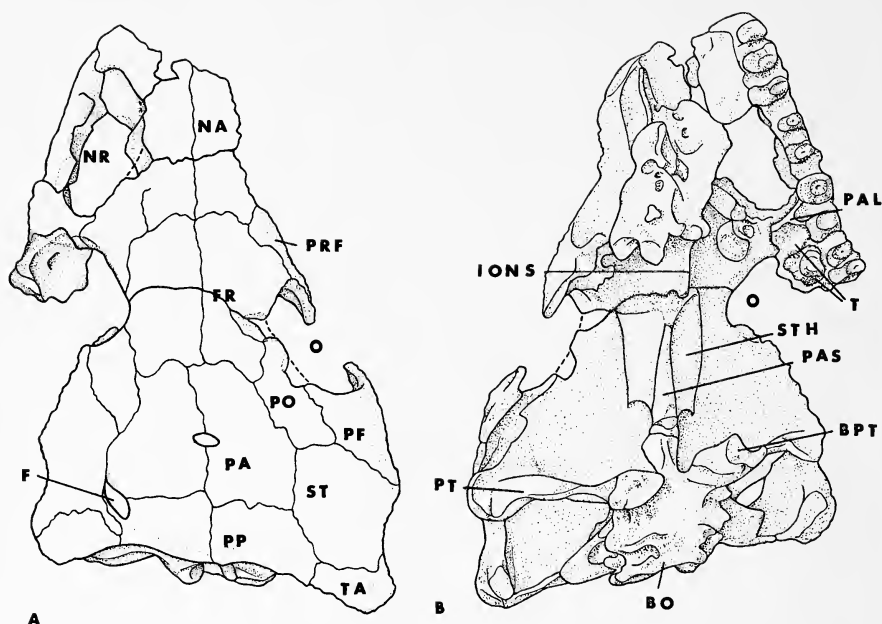 NA
NR
PRF
FR
O
PO
PF
F
PA
ST
PP
TA
A
PAL
IONS
O
T
STH
PAS
BPT
PT
BO
B